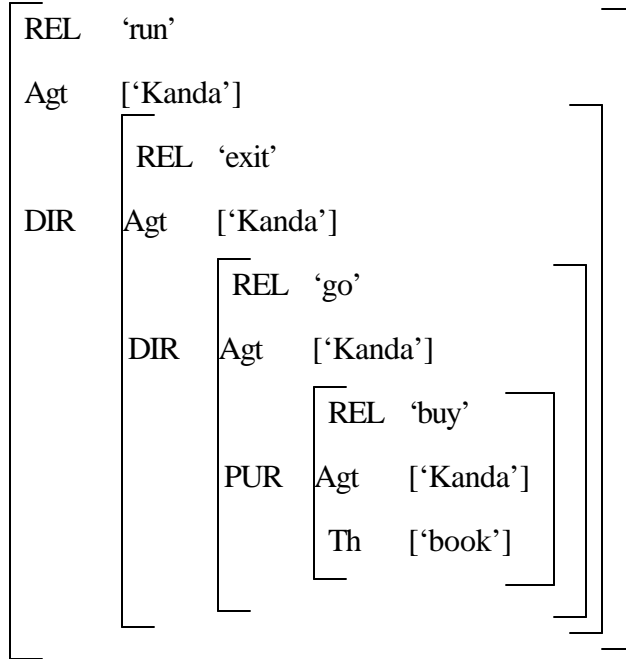 REL ‘run’
Agt [‘Kanda’]
REL ‘exit’
DIR Agt [‘Kanda’]
REL ‘go’
DIR Agt [‘Kanda’]
REL ‘buy’
PUR Agt [‘Kanda’]
Th [‘book’]